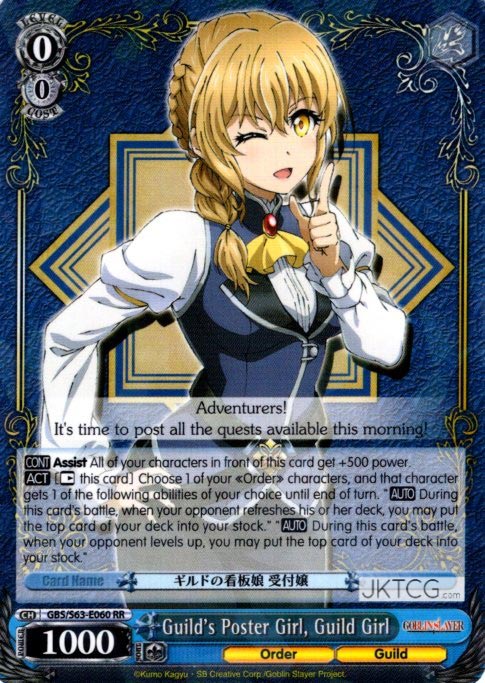 LEVEL
0
0
COST
Adventurers!
It's time to post all the quests available this morning!
CONT Assist All of your characters in front of this card get +500 power.
ACT [ this card] Choose 1 of your «Order» characters, and that character
gets 1 of the following abilities of your choice until end of turn. "AUTO During
this card's battle, when your opponent refreshes his or her deck, you may put
the top card of your deck into your stock." "AUTO During this card's battle,
when your opponent levels up, you may put the top card of your deck into
your stock."
Card Name
ギルドの看板娘 受付嬢
JKTCG.com
CH GBS/S63-E060 RR
POWER
1000
Guild's Poster Girl, Guild Girl
GOBLIN SLAYER
Order
Guild
©Kumo Kagyu・SB Creative Corp./Goblin Slayer Project.